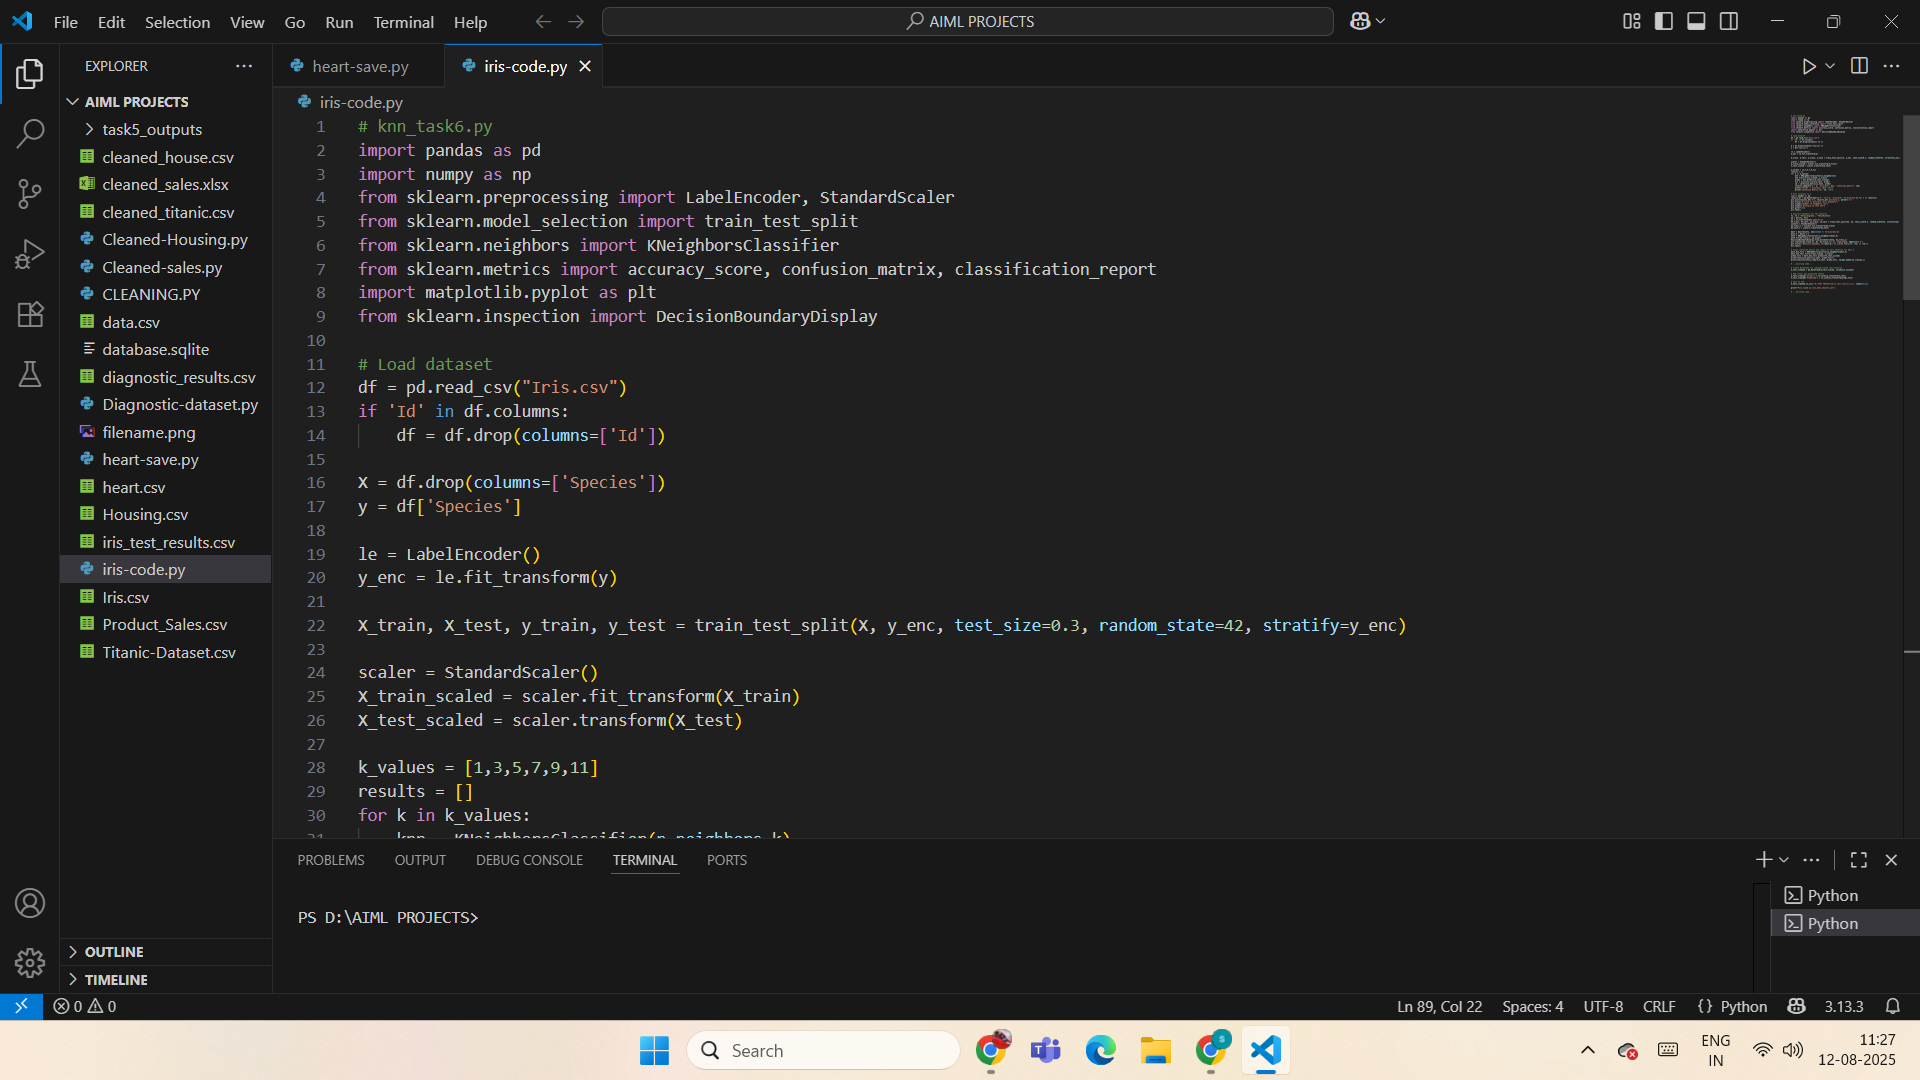 File Edit Selection View Go Run Terminal Help
AIML PROJECTS
EXPLORER
AIML PROJECTS
task5_outputs
cleaned_house.csv
cleaned_sales.xlsx
cleaned_titanic.csv
Cleaned-Housing.py
Cleaned-sales.py
CLEANING.PY
data.csv
database.sqlite
diagnostic_results.csv
Diagnostic-dataset.py
filename.png
heart-save.py
heart.csv
Housing.csv
iris_test_results.csv
iris-code.py
Iris.csv
Product_Sales.csv
Titanic-Dataset.csv
OUTLINE
TIMELINE
heart-save.py iris-code.py
iris-code.py
1 # knn_task6.py
2 import pandas as pd
3 import numpy as np
4 from sklearn.preprocessing import LabelEncoder, StandardScaler
5 from sklearn.model_selection import train_test_split
6 from sklearn.neighbors import KNeighborsClassifier
7 from sklearn.metrics import accuracy_score, confusion_matrix, classification_report
8 import matplotlib.pyplot as plt
9 from sklearn.inspection import DecisionBoundaryDisplay
10
11 # Load dataset
12 df = pd.read_csv("Iris.csv")
13 if 'Id' in df.columns:
14     df = df.drop(columns=['Id'])
15
16 X = df.drop(columns=['Species'])
17 y = df['Species']
18
19 le = LabelEncoder()
20 y_enc = le.fit_transform(y)
21
22 X_train, X_test, y_train, y_test = train_test_split(X, y_enc, test_size=0.3, random_state=42, stratify=y_enc)
23
24 scaler = StandardScaler()
25 X_train_scaled = scaler.fit_transform(X_train)
26 X_test_scaled = scaler.transform(X_test)
27
28 k_values = [1,3,5,7,9,11]
29 results = []
30 for k in k_values:
31     knn = KNeighborsClassifier(n_neighbors=k)
PROBLEMS OUTPUT DEBUG CONSOLE TERMINAL PORTS
PS D:\AIML PROJECTS>
Python
Python
0 0
Ln 89, Col 22 Spaces: 4 UTF-8 CRLF {} Python 3.13.3
Search
ENG
IN
11:27
12-08-2025